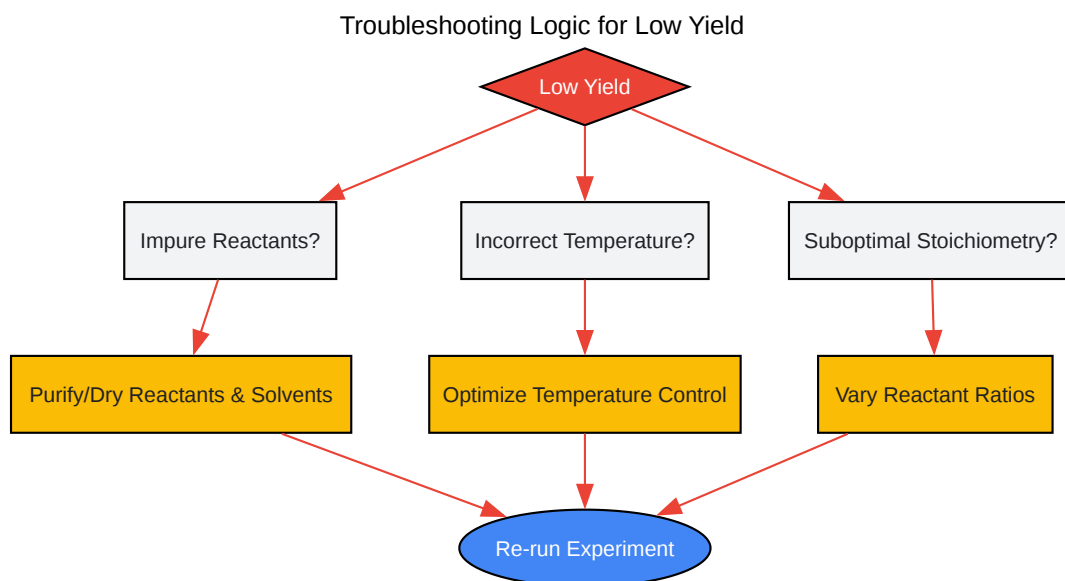 Troubleshooting Logic for Low Yield
Low Yield
Impure Reactants?
Incorrect Temperature?
Suboptimal Stoichiometry?
Purify/Dry Reactants & Solvents
Optimize Temperature Control
Vary Reactant Ratios
Re-run Experiment